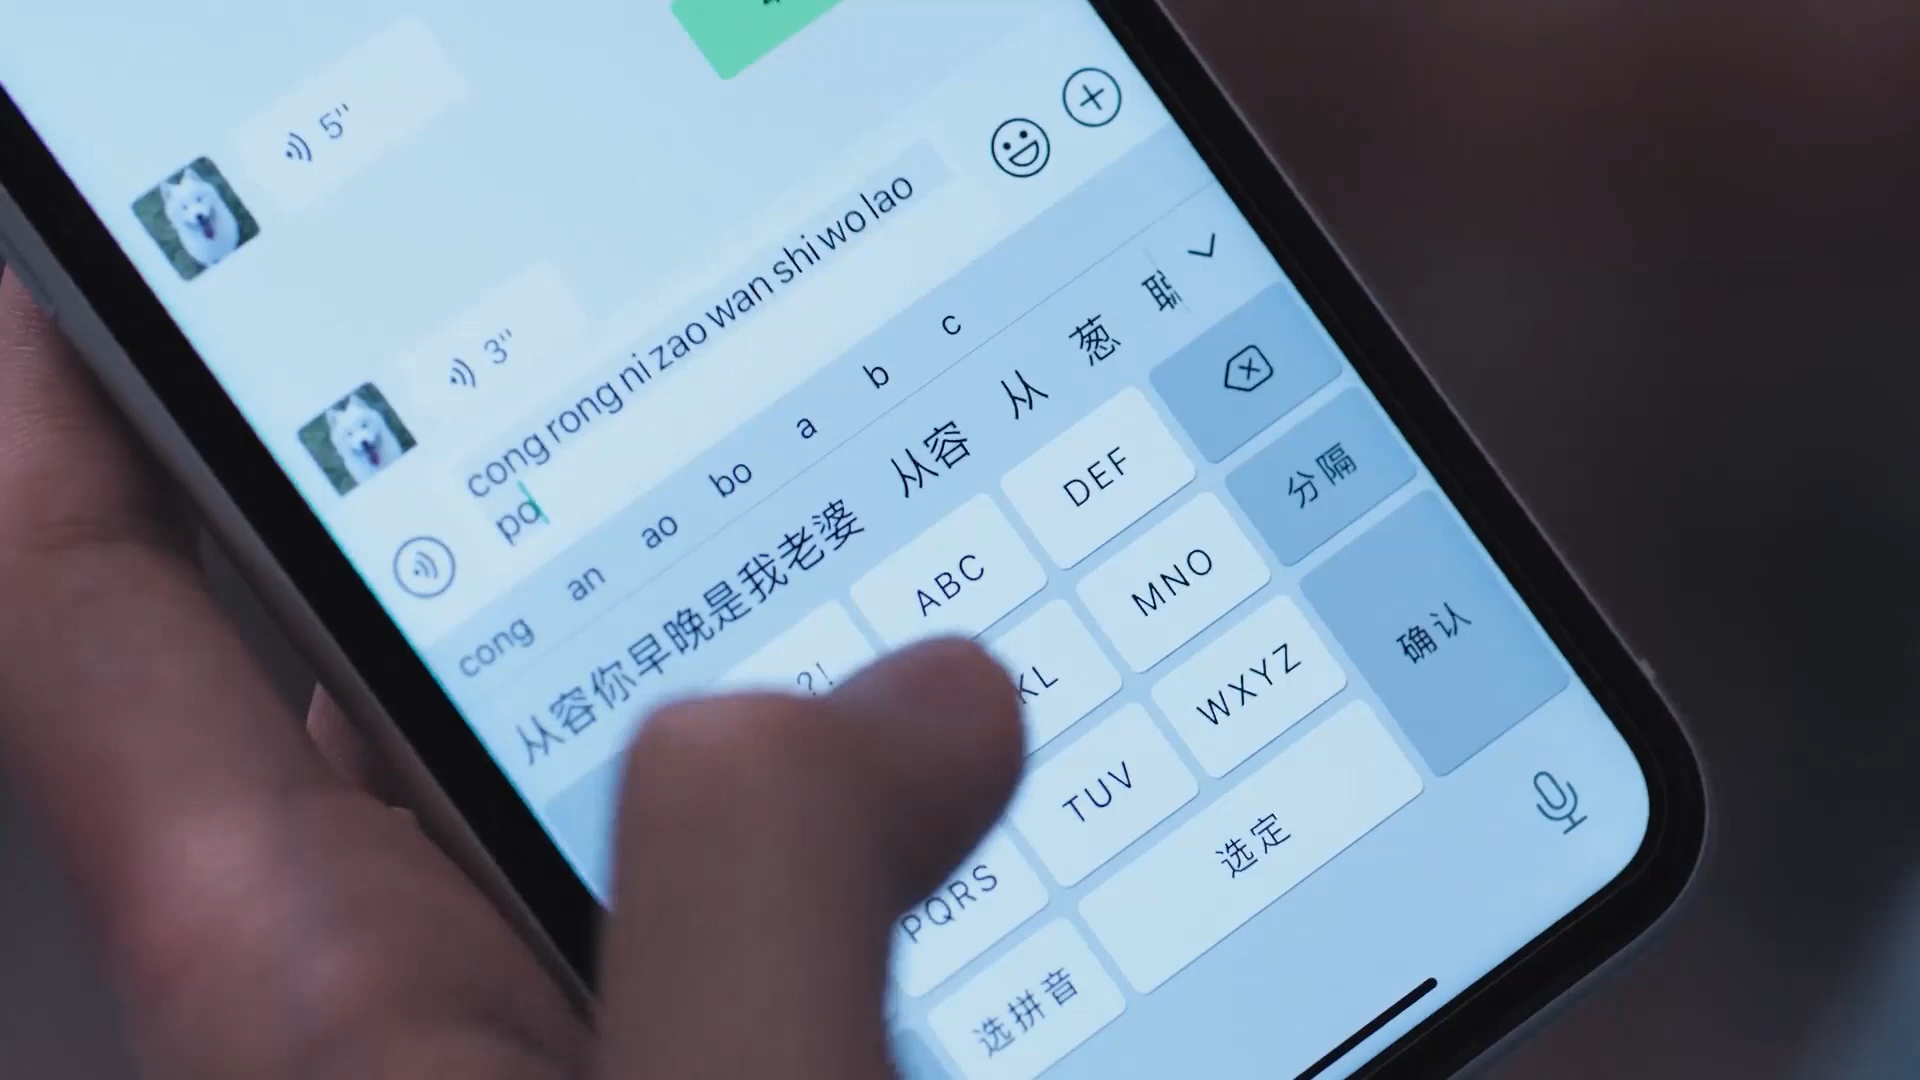 5"
3"
cong rong ni zao wan shi wo lao
po
cong an ao bo a b c
从容你早晚是我老婆 从容 从 葱
?! ABC DEF
KL MNO 分隔
PQRS TUV WXYZ 确认
选拼音 选定